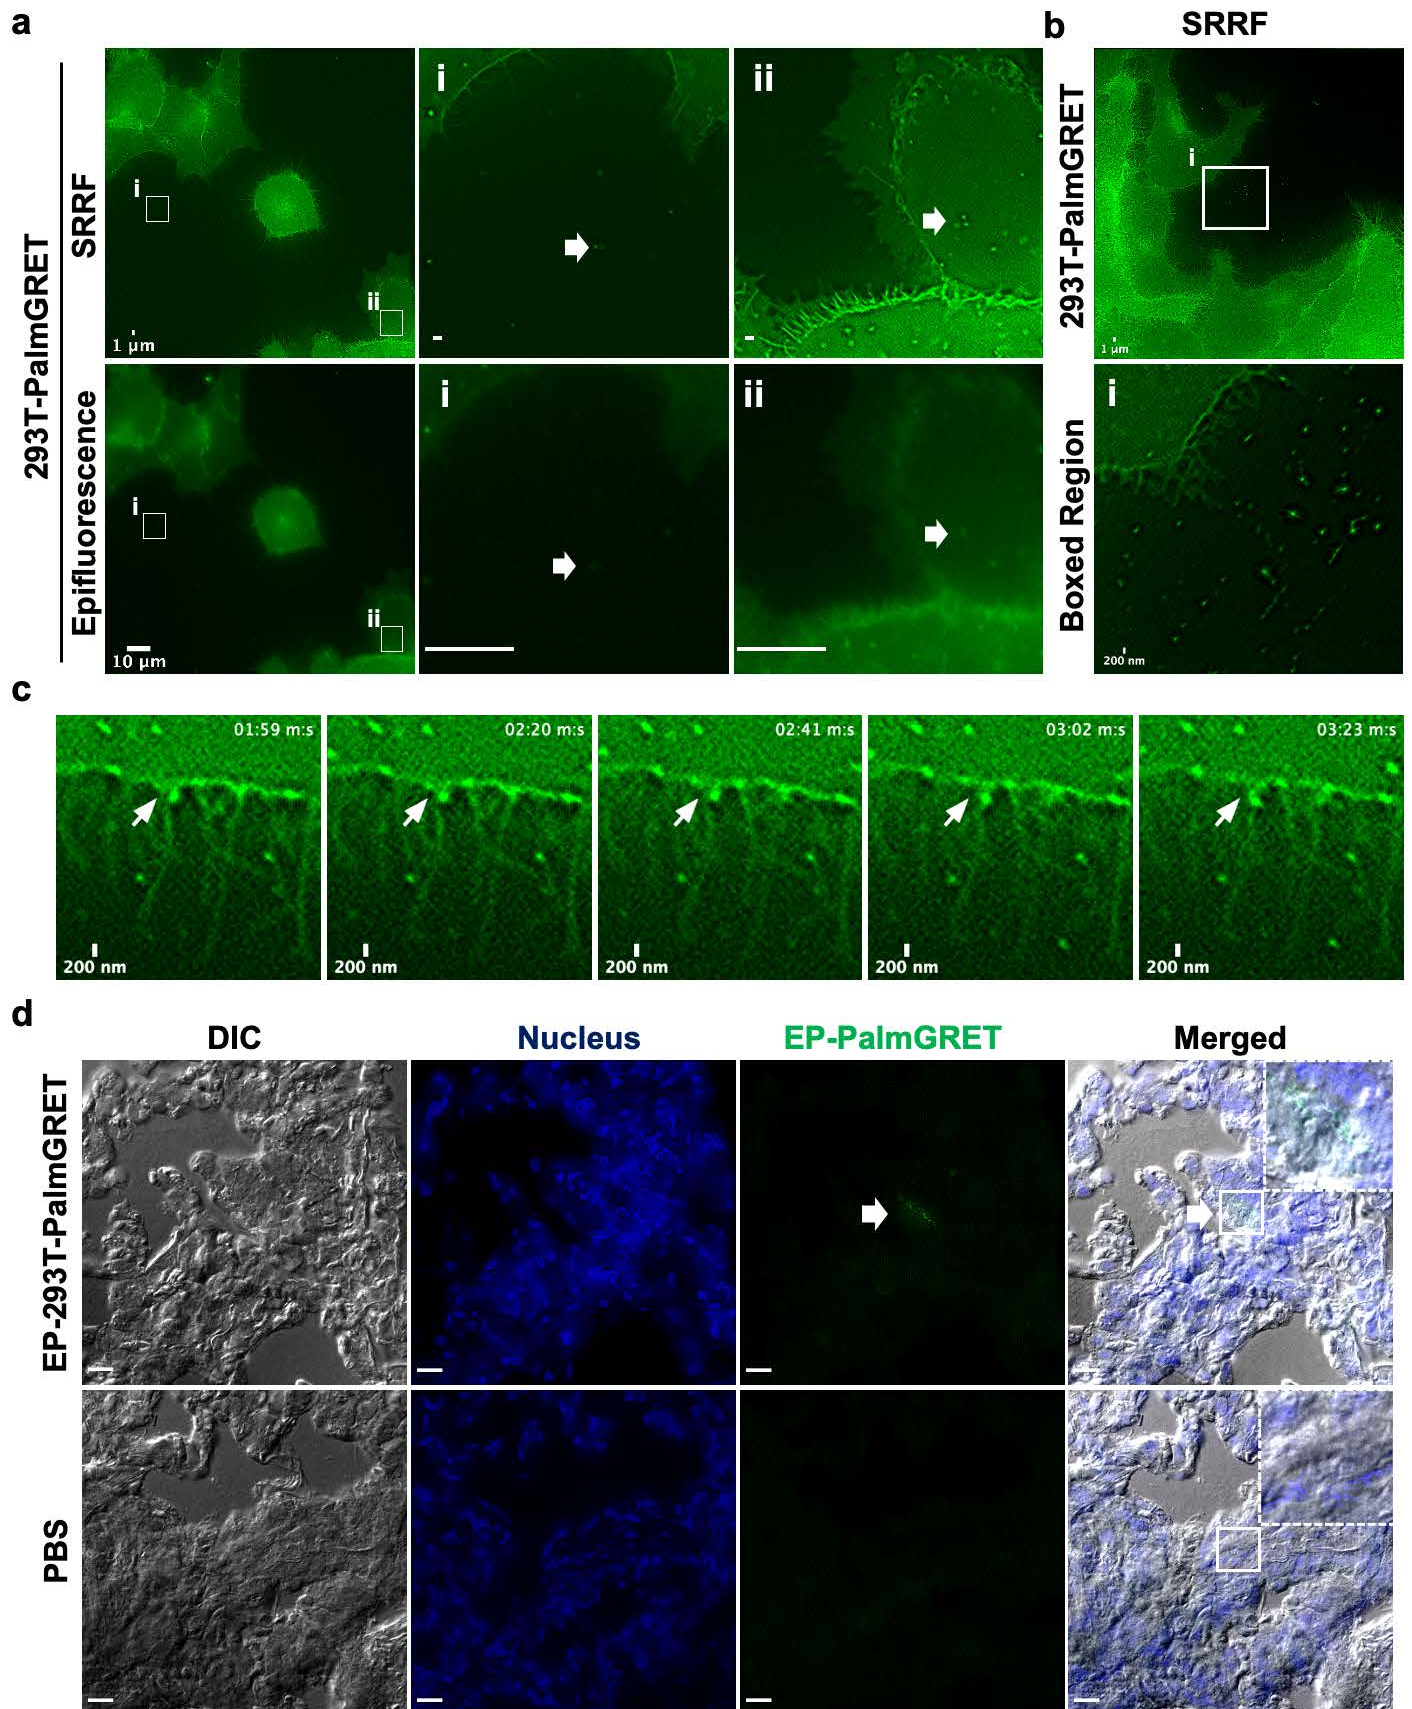 a
293T-PalmGRET
SRRF
i
ii
1 µm
i
ii
Epifluorescence
i
ii
10 µm
i
ii
b
SRRF
293T-PalmGRET
i
1 µm
Boxed Region
i
200 nm
c
01:59 m:s
200 nm
02:20 m:s
200 nm
02:41 m:s
200 nm
03:02 m:s
200 nm
03:23 m:s
200 nm
d
DIC
Nucleus
EP-PalmGRET
Merged
EP-293T-PalmGRET
PBS